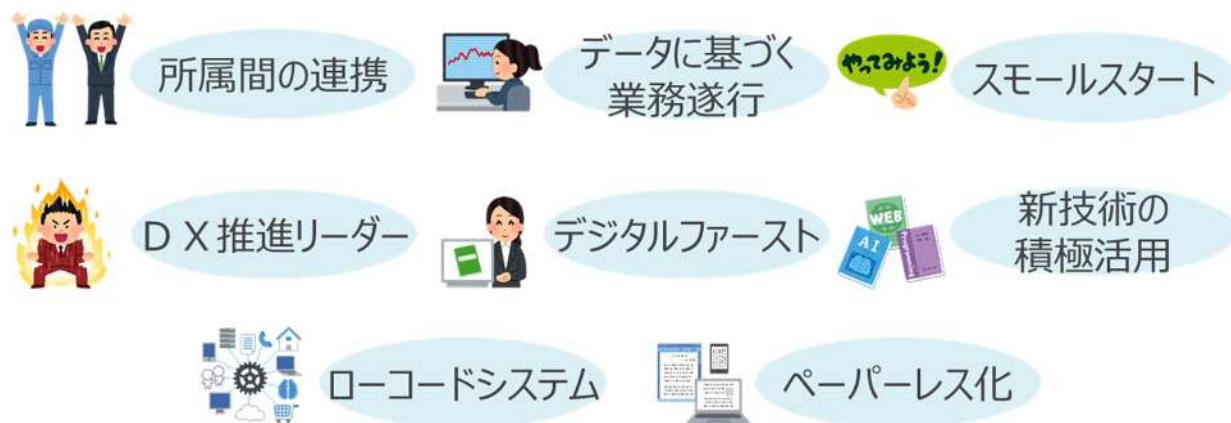 所属間の連携
データに基づく
業務遂行
やってみよう!
スモールスタート
DX推進リーダー
デジタルファースト
WEB
AI
新技術の
積極活用
ローコードシステム
ペーパーレス化